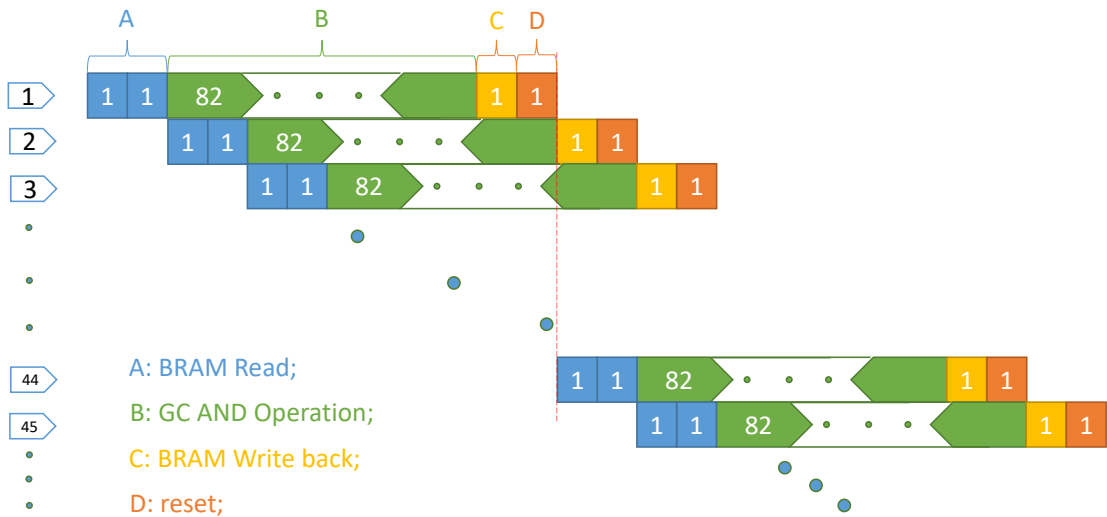 A B C D
1 1 1 82 1 1
2 1 1 82 1 1
3 1 1 82 1 1
44 1 1 82 1 1
45 1 1 82 1 1
A: BRAM Read;
B: GC AND Operation;
C: BRAM Write back;
D: reset;